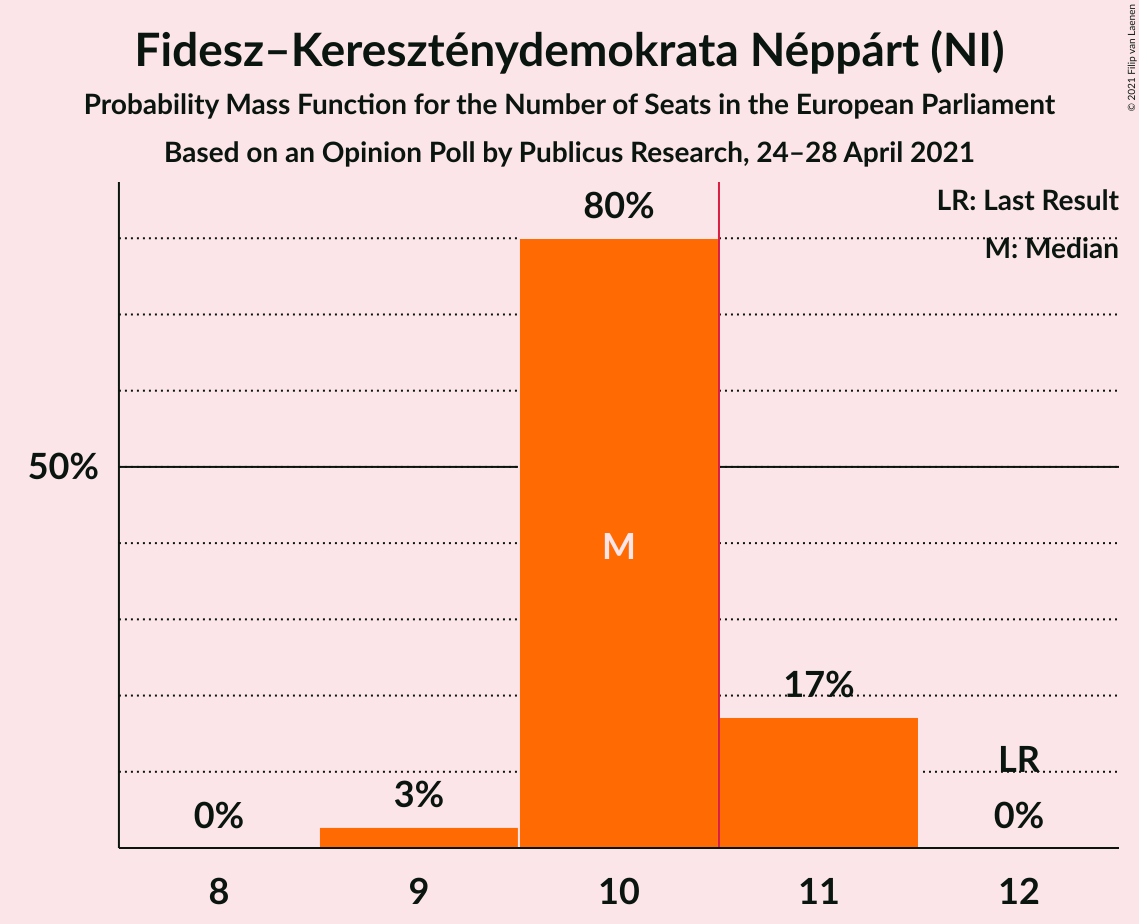 Fidesz–Kereszténydemokrata Néppárt (NI)
Probability Mass Function for the Number of Seats in the European Parliament
Based on an Opinion Poll by Publicus Research, 24–28 April 2021
© 2021 Filip van Laenen
LR: Last Result
M: Median
80%
50%
M
17%
LR
3%
0%
0%
8
9
10
11
12